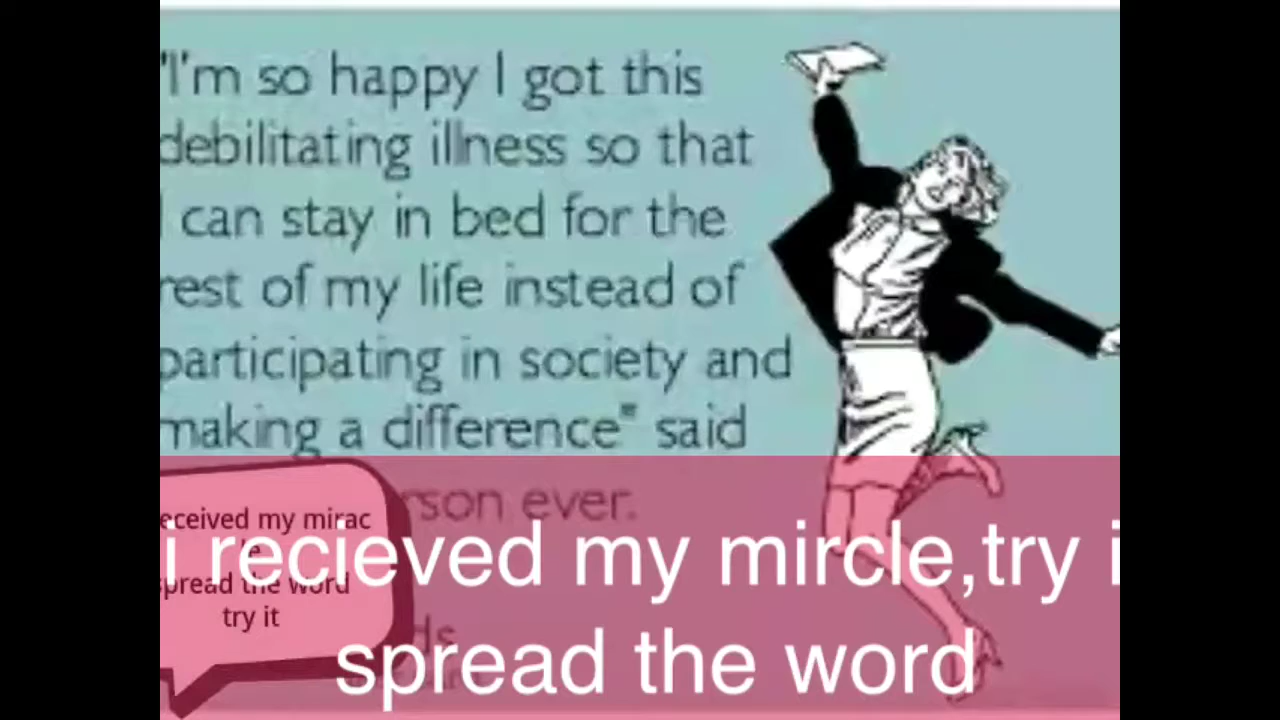 "I'm so happy I got this
debilitating illness so that
I can stay in bed for the
rest of my life instead of
participating in society and
making a difference" said
rson ever.
eceived my mirac
le
spread the word
try it
i recieved my mircle,try i
spread the word
ds